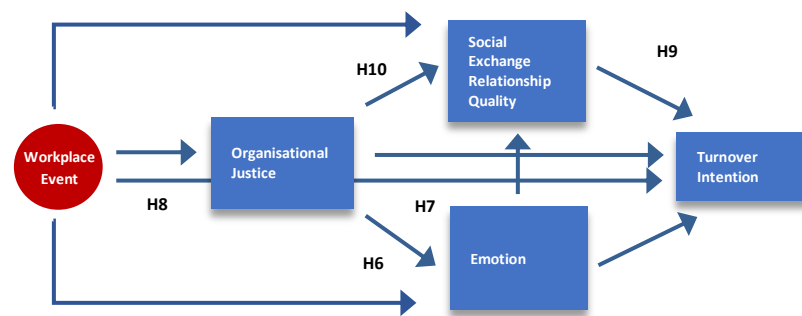 Social
Exchange
Relationship
Quality
H9
H10
Workplace
Event
Organisational
Justice
Turnover
Intention
H8
H7
H6
Emotion